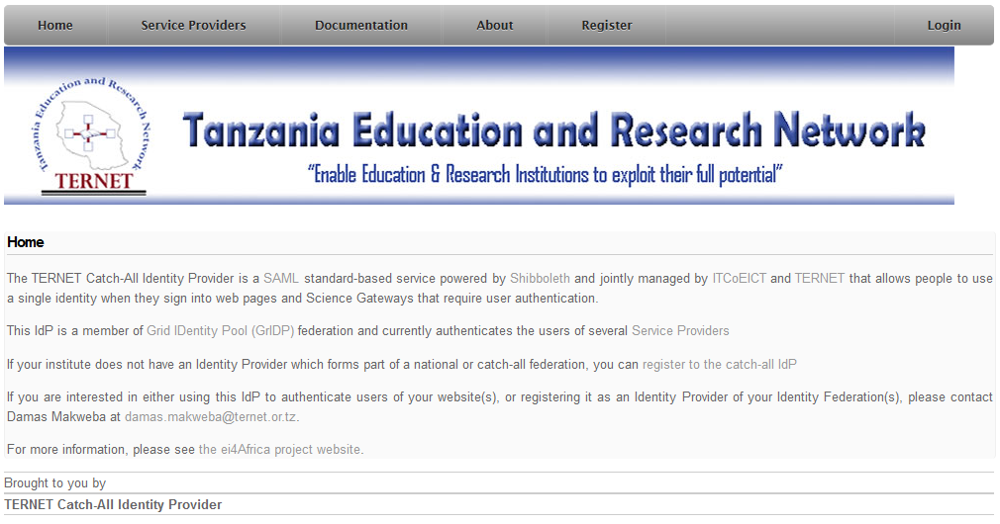 Home Service Providers Documentation About Register Login
Tanzania Education and Research Network
TERNET
Tanzania Education and Research Network
“Enable Education & Research Institutions to exploit their full potential”
Home
The TERNET Catch-All Identity Provider is a SAML standard-based service powered by Shibboleth and jointly managed by ITCoEICT and TERNET that allows people to use
a single identity when they sign into web pages and Science Gateways that require user authentication.
This IdP is a member of Grid IDentity Pool (GrIDP) federation and currently authenticates the users of several Service Providers
If your institute does not have an Identity Provider which forms part of a national or catch-all federation, you can register to the catch-all IdP
If you are interested in either using this IdP to authenticate users of your website(s), or registering it as an Identity Provider of your Identity Federation(s), please contact
Damas Makweba at damas.makweba@ternet.or.tz.
For more information, please see the ei4Africa project website.
Brought to you by
TERNET Catch-All Identity Provider